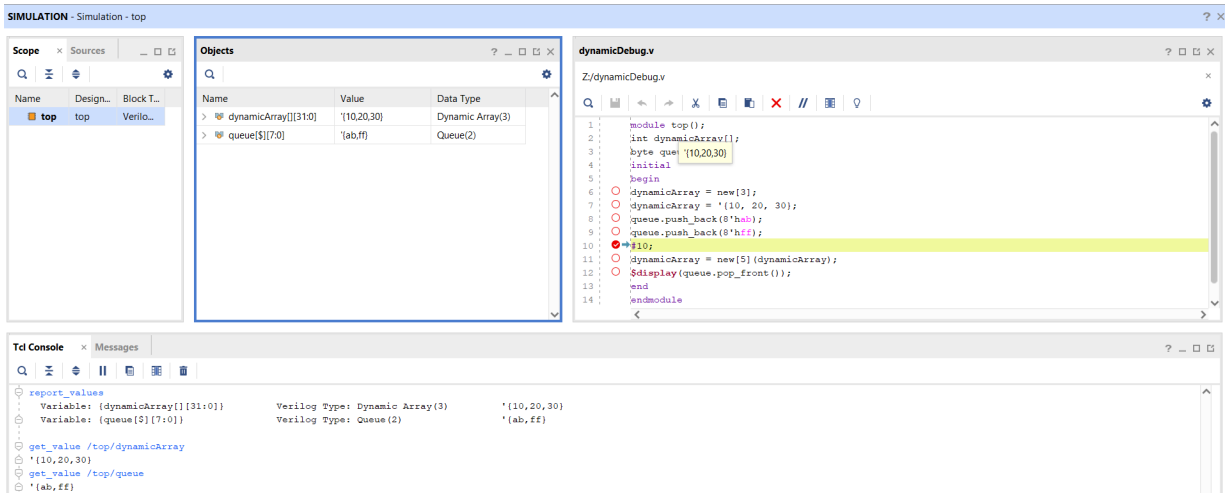 SIMULATION - Simulation - top
Scope × Sources
Name Design... Block T...
top top Verilo...
Objects
Name Value Data Type
dynamicArray[][31:0] '{10,20,30} Dynamic Array(3)
queue[$][7:0] '{ab,ff} Queue(2)
dynamicDebug.v
Z:/dynamicDebug.v
1 module top();
2 int dynamicArray[];
3 byte que '{10,20,30}
4 initial
5 begin
6 dynamicArray = new[3];
7 dynamicArray = '{10, 20, 30};
8 queue.push_back(8'hab);
9 queue.push_back(8'hff);
10 #10;
11 dynamicArray = new[5](dynamicArray);
12 $display(queue.pop_front());
13 end
14 endmodule
Tcl Console × Messages
report_values
Variable: {dynamicArray[][31:0]} Verilog Type: Dynamic Array(3) '{10,20,30}
Variable: {queue[$][7:0]} Verilog Type: Queue(2) '{ab,ff}
get_value /top/dynamicArray
'{10,20,30}
get_value /top/queue
'{ab,ff}